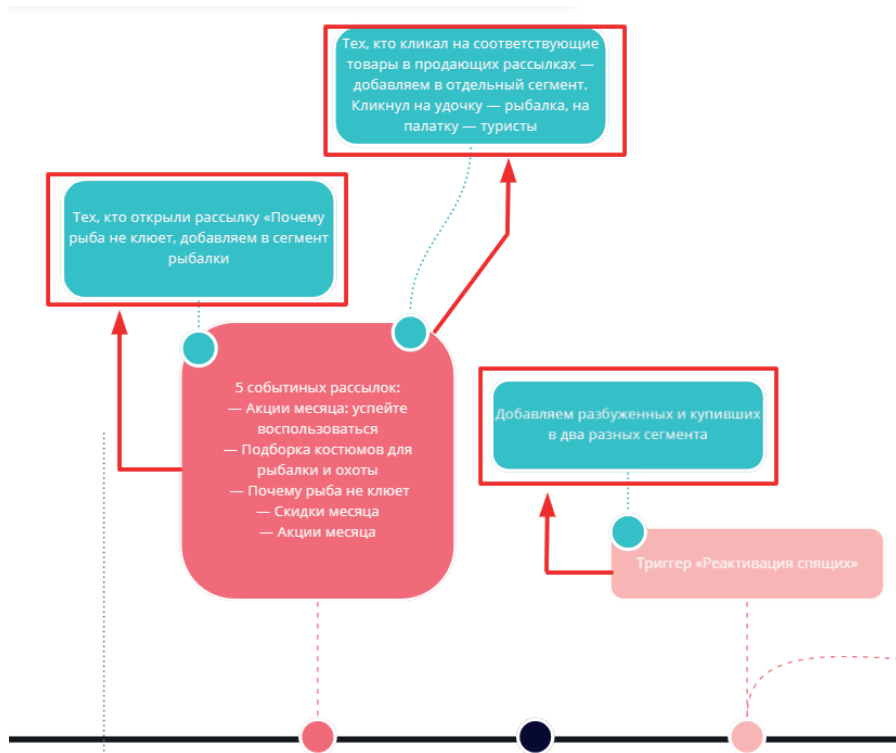 Тех, кто кликал на соответствующие
товары в продающих рассылках —
добавляем в отдельный сегмент.
Кликнул на удочку — рыбалка, на
палатку — туристы
Тех, кто открыли рассылку «Почему
рыба не клюет, добавляем в сегмент
рыбалки
5 событиных рассылок:
— Акции месяца: успейте
воспользоваться
— Подборка костюмов для
рыбалки и охоты
— Почему рыба не клюет
— Скидки месяца
— Акции месяца
Добавляем разбуженных и купивших
в два разных сегмента
Триггер «Реактивация спящих»